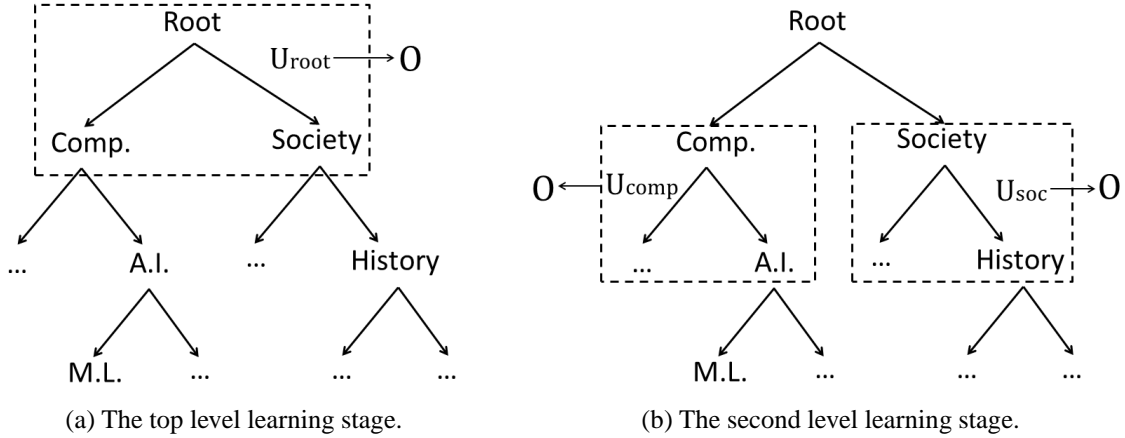 Root
Uroot O
Comp. Society
... A.I. ... History
M.L. ... ... ...
(a) The top level learning stage.
Root
Comp. Society
O Ucomp Usoc O
... A.I. ... History
M.L. ... ... ...
(b) The second level learning stage.